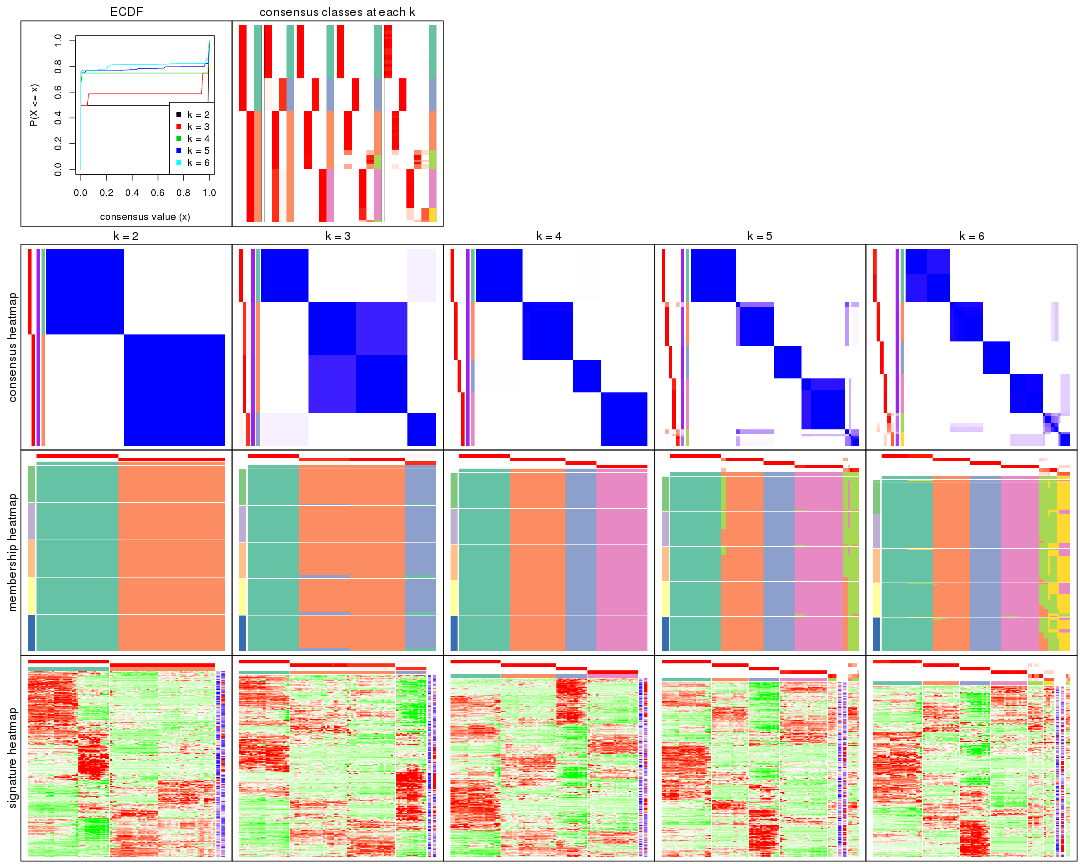 ECDF
consensus classes at each k
P(X <= x)
0.0 0.2 0.4 0.6 0.8 1.0
k = 2
k = 3
k = 4
k = 5
k = 6
0.0 0.2 0.4 0.6 0.8 1.0
consensus value (x)
k = 2
k = 3
k = 4
k = 5
k = 6
consensus heatmap
membership heatmap
signature heatmap